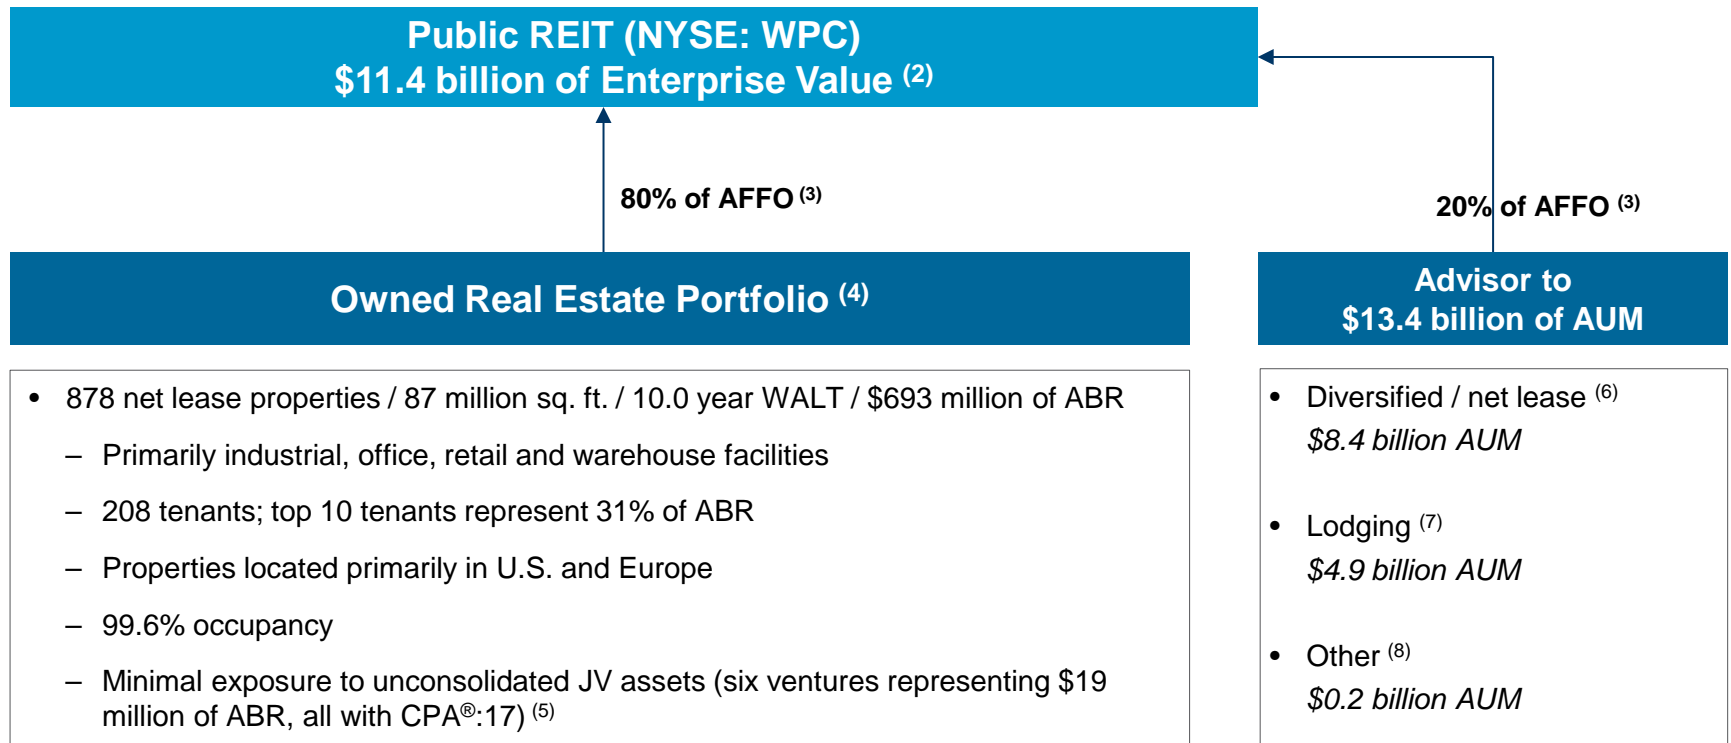 Public REIT (NYSE: WPC)
$11.4 billion of Enterprise Value (2)
80% of AFFO (3)
20% of AFFO (3)
Owned Real Estate Portfolio (4)
Advisor to
$13.4 billion of AUM
• 878 net lease properties / 87 million sq. ft. / 10.0 year WALT / $693 million of ABR
– Primarily industrial, office, retail and warehouse facilities
– 208 tenants; top 10 tenants represent 31% of ABR
– Properties located primarily in U.S. and Europe
– 99.6% occupancy
– Minimal exposure to unconsolidated JV assets (six ventures representing $19
million of ABR, all with CPA®:17) (5)
• Diversified / net lease (6)
$8.4 billion AUM
• Lodging (7)
$4.9 billion AUM
• Other (8)
$0.2 billion AUM